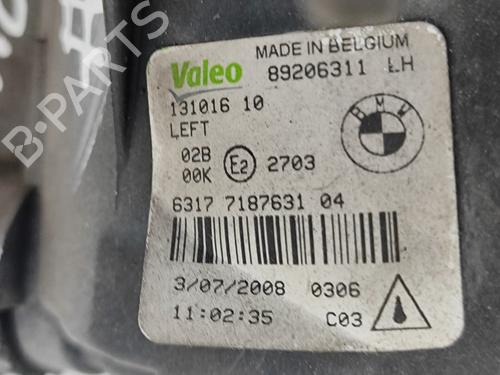 MADE IN BELGIUM
Valeo 89206311 LH
131016 10
LEFT
BMW
02B
00K E2 2703
6317 7187631 04
3/07/2008 0306
11:02:35 C03